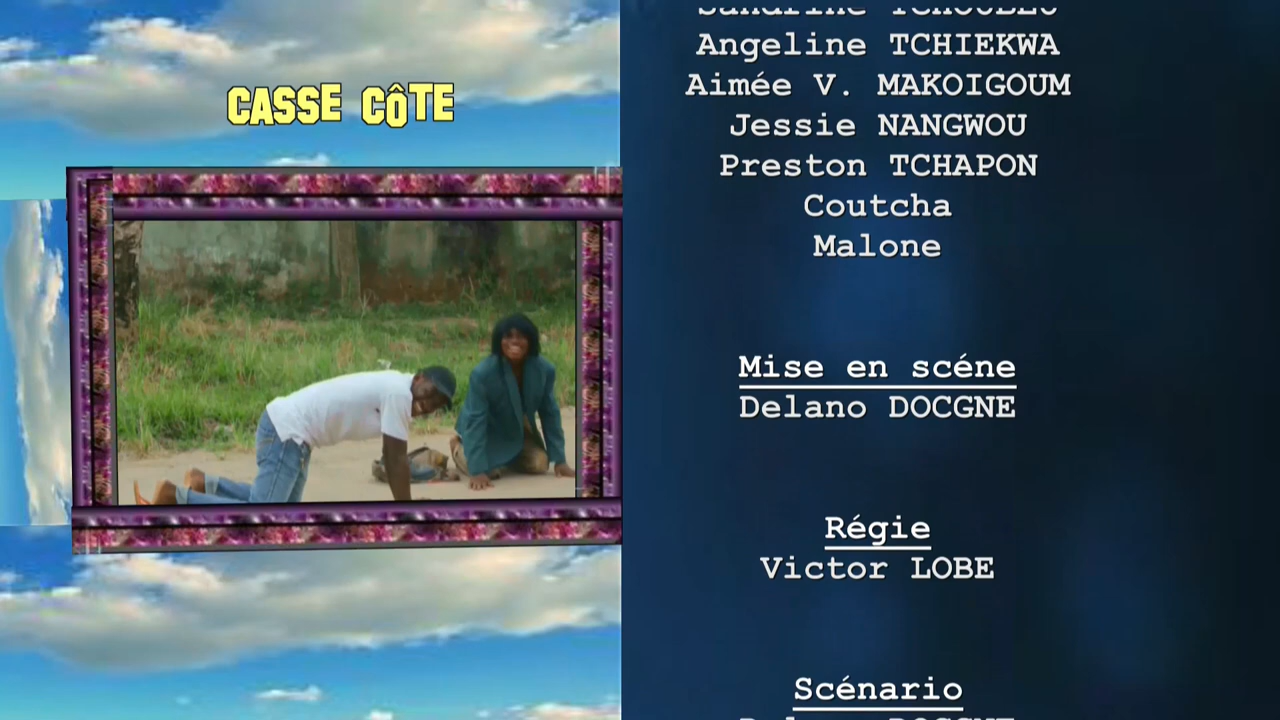 CASSE CÔTE
Angeline TCHIEKWA
Aimée V. MAKOIGOUM
Jessie NANGWOU
Preston TCHAPON
Coutcha
Malone
Mise en scéne
Delano DOCGNE
Régie
Victor LOBE
Scénario